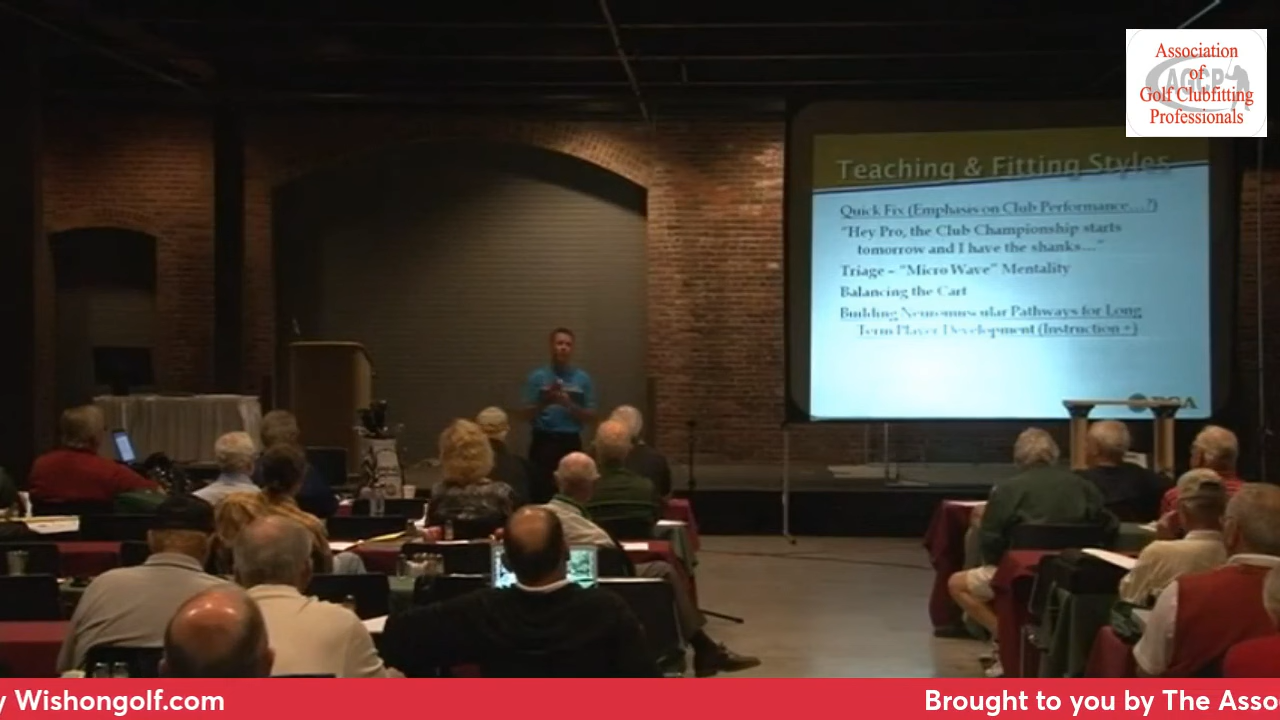 Association
of
AGCP
Golf Clubfitting
Professionals
Teaching & Fitting Styles
Quick Fix (Emphasis on Club Performance…?)
"Hey Pro, the Club Championship starts
tomorrow and I have the shanks…"
Triage – "Micro Wave" Mentality
Balancing the Cart
Building Neuromuscular Pathways for Long
Term Player Development (Instruction +)
PGA
y Wishongolf.com
Brought to you by The Asso